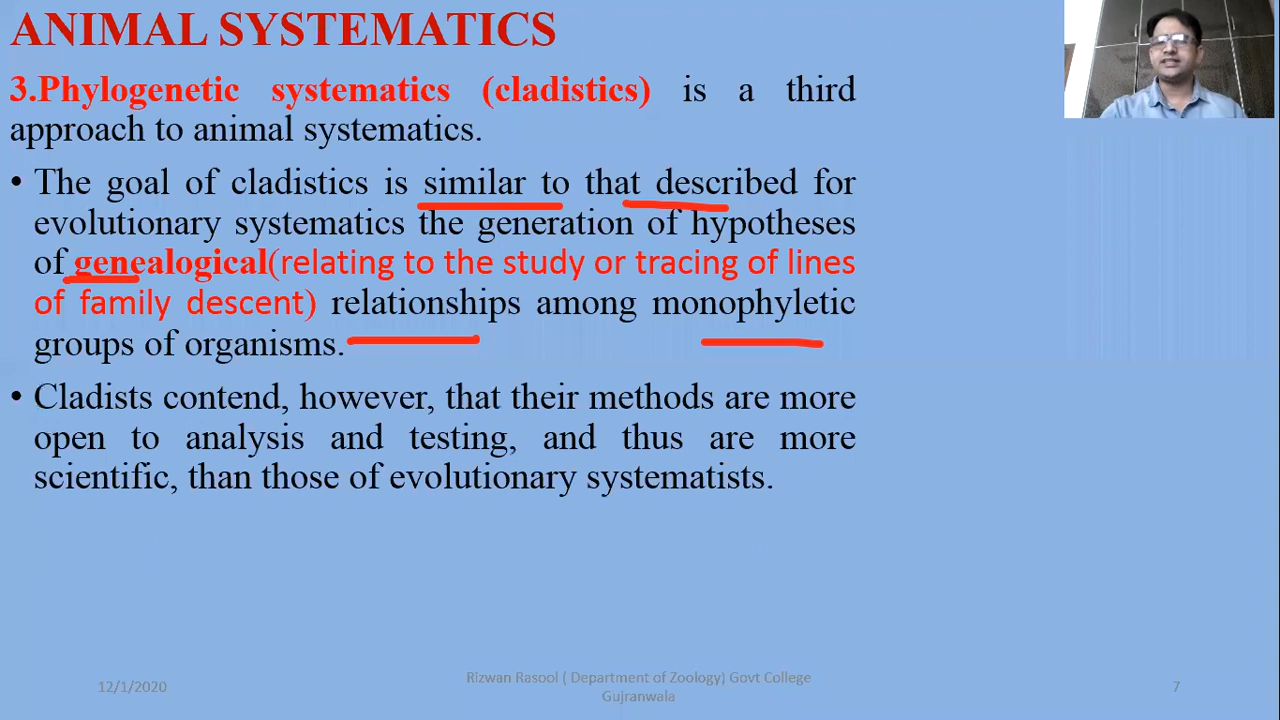 ANIMAL SYSTEMATICS
3.Phylogenetic systematics (cladistics) is a third
approach to animal systematics.
• The goal of cladistics is similar to that described for
evolutionary systematics the generation of hypotheses
of genealogical(relating to the study or tracing of lines
of family descent) relationships among monophyletic
groups of organisms.
• Cladists contend, however, that their methods are more
open to analysis and testing, and thus are more
scientific, than those of evolutionary systematists.
12/1/2020
Rizwan Rasool ( Department of Zoology) Govt College
Gujranwala
7